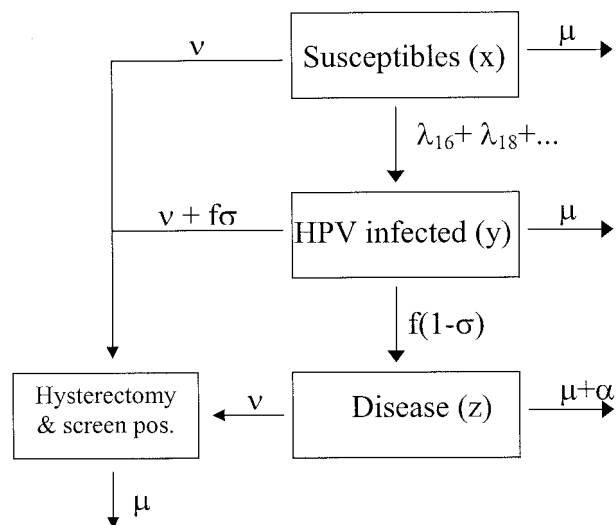 ν
Susceptibles (x)
μ
λ₁₆+ λ₁₈+...
ν + fσ
HPV infected (y)
μ
f(1-σ)
Hysterectomy
& screen pos.
ν
Disease (z)
μ+α
μ